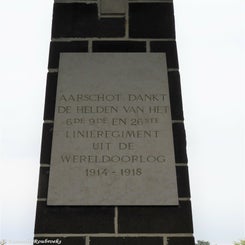 AARSCHOT DANKT
DE HELDEN VAN HET
6DE 9DE EN 26STE
LINIEREGIMENT
UIT DE
WERELDOORLOG
1914 - 1918